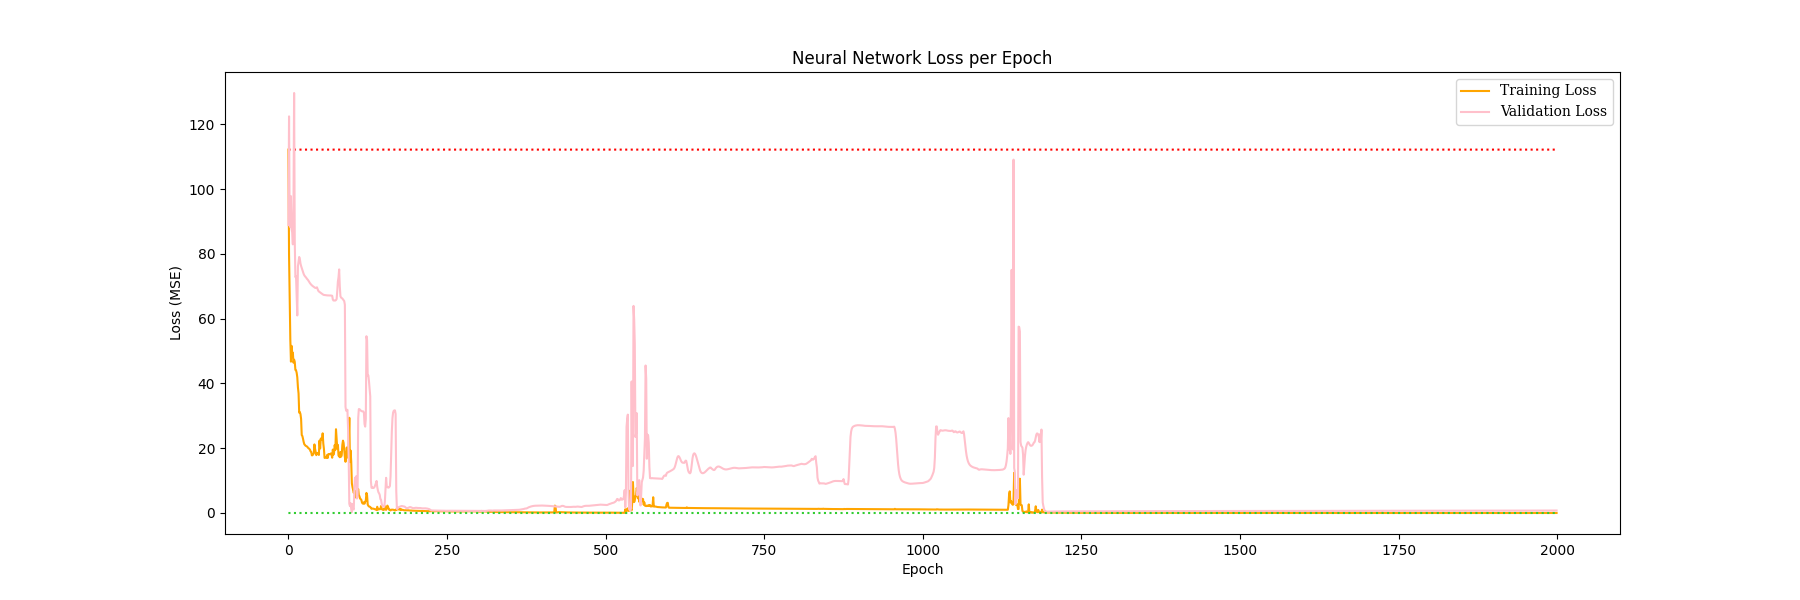 Neural Network Loss per Epoch
Training Loss
Validation Loss
120
100
80
60
40
20
0
Loss (MSE)
0 250 500 750 1000 1250 1500 1750 2000
Epoch